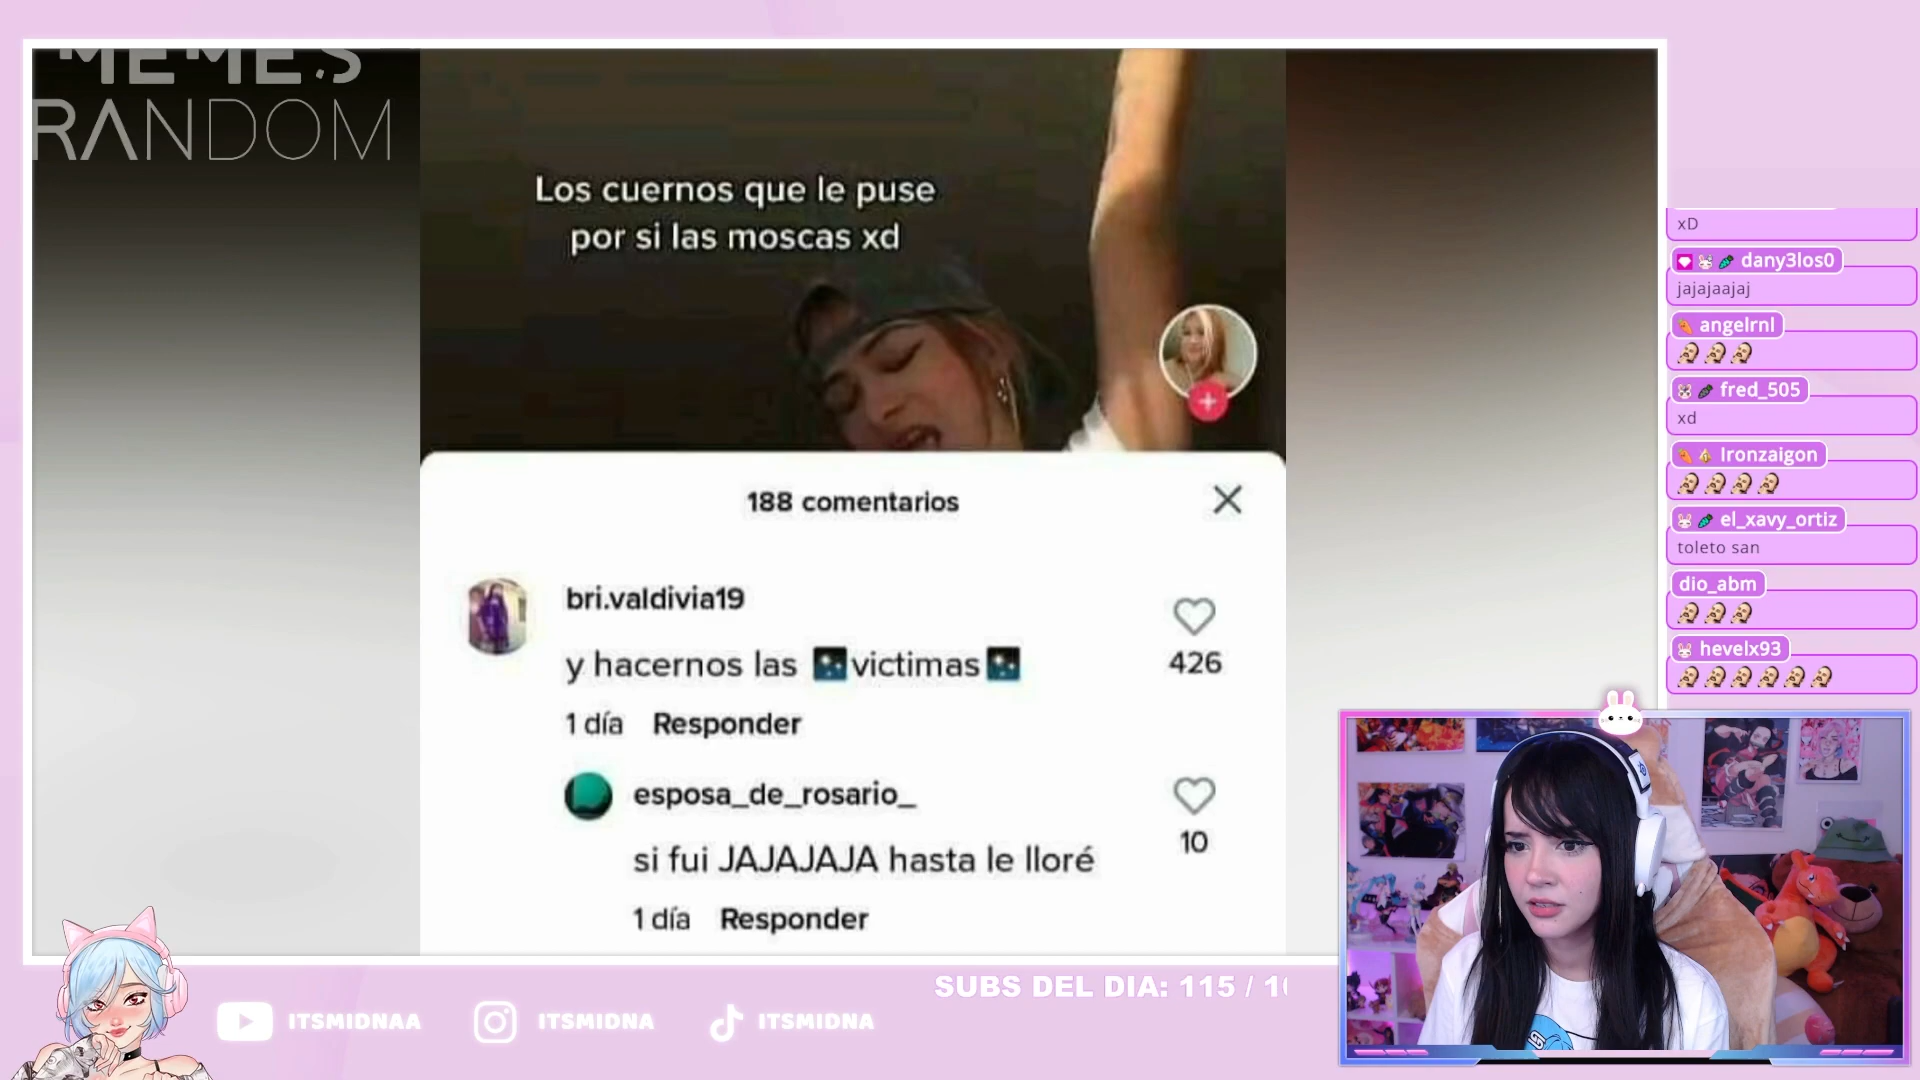 MEME.S
RANDOM
Los cuernos que le puse
por si las moscas xd
188 comentarios
bri.valdivia19
y hacernos las 🌃victimas🌃
426
1 día Responder
esposa_de_rosario_
si fui JAJAJAJA hasta le lloré
10
1 día Responder
xD
dany3los0
jajajaajaj
angelrnl
fred_505
xd
Ironzaigon
el_xavy_ortiz
toleto san
dio_abm
hevelx93
SUBS DEL DIA: 115 / 1
ITSMIDNAA
ITSMIDNA
ITSMIDNA